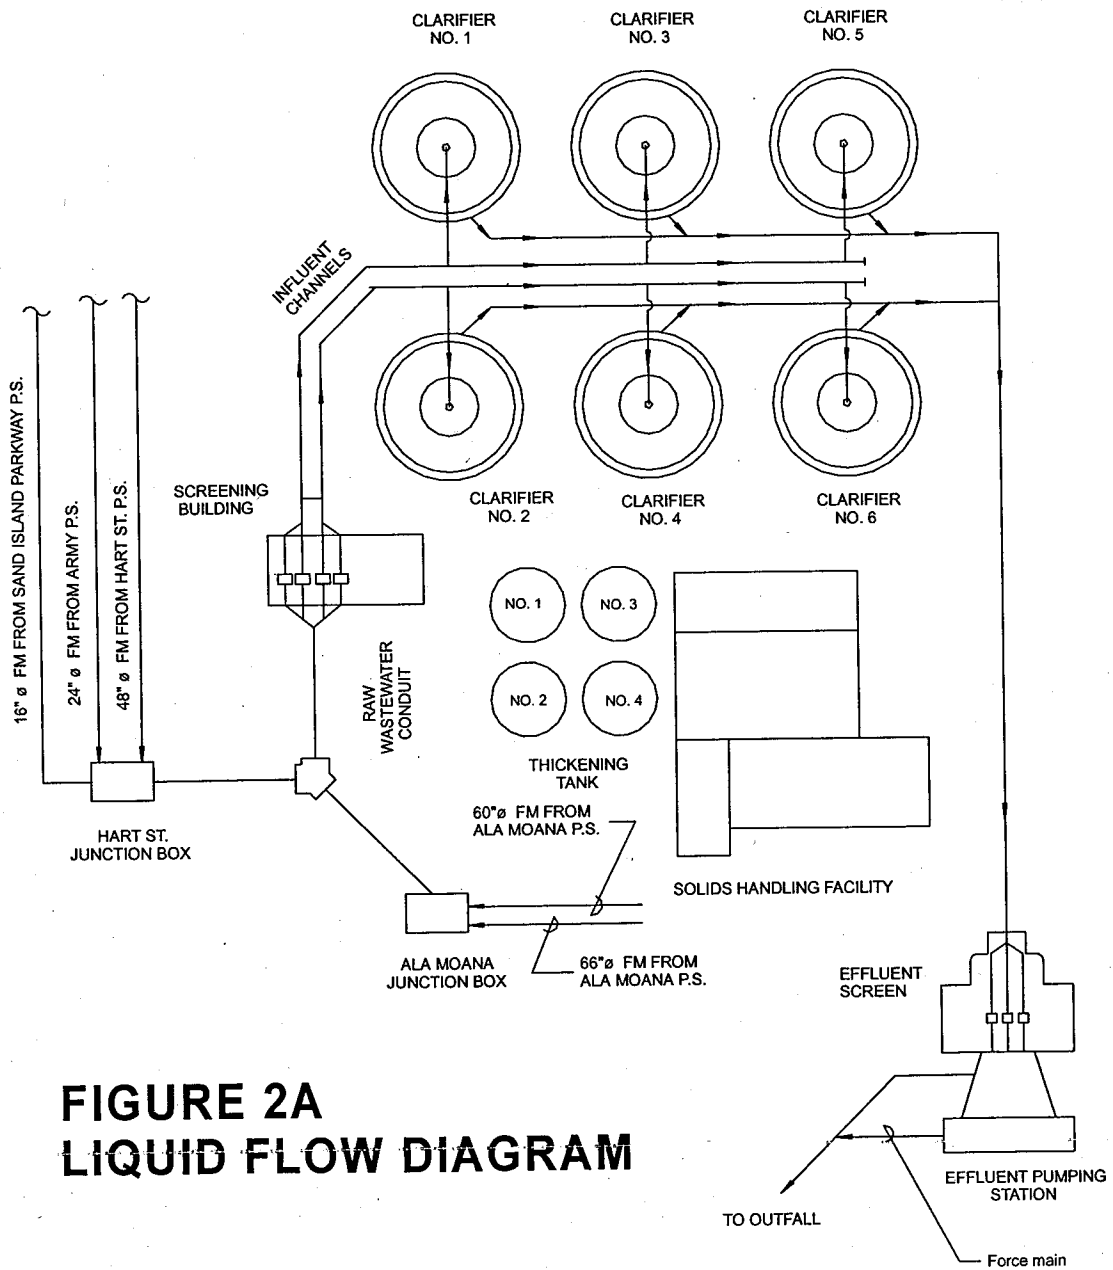 CLARIFIER
NO. 1
CLARIFIER
NO. 3
CLARIFIER
NO. 5
INFLUENT
CHANNELS
16" ø FM FROM SAND ISLAND PARKWAY P.S.
24" ø FM FROM ARMY P.S.
48" ø FM FROM HART ST. P.S.
SCREENING
BUILDING
CLARIFIER
NO. 2
CLARIFIER
NO. 4
CLARIFIER
NO. 6
NO. 1
NO. 3
NO. 2
NO. 4
RAW
WASTEWATER
CONDUIT
THICKENING
TANK
HART ST.
JUNCTION BOX
60"ø FM FROM
ALA MOANA P.S.
SOLIDS HANDLING FACILITY
ALA MOANA
JUNCTION BOX
66"ø FM FROM
ALA MOANA P.S.
EFFLUENT
SCREEN
FIGURE 2A
LIQUID FLOW DIAGRAM
EFFLUENT PUMPING
STATION
TO OUTFALL
Force main